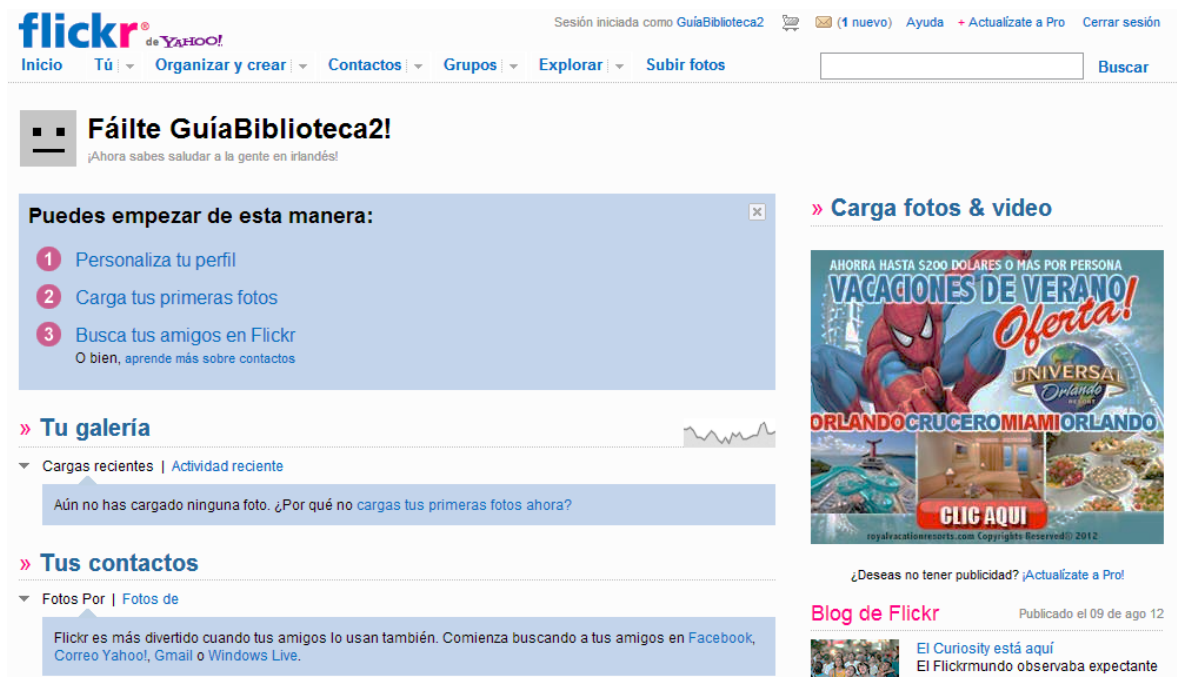 flickr® de YAHOO!
Sesión iniciada como GuíaBiblioteca2 (1 nuevo) Ayuda + Actualízate a Pro Cerrar sesión
Inicio Tú Organizar y crear Contactos Grupos Explorar Subir fotos Buscar
Fáilte GuíaBiblioteca2!
¡Ahora sabes saludar a la gente en irlandés!
Puedes empezar de esta manera:
1 Personaliza tu perfil
2 Carga tus primeras fotos
3 Busca tus amigos en Flickr
O bien, aprende más sobre contactos
» Tu galería
Cargas recientes | Actividad reciente
Aún no has cargado ninguna foto. ¿Por qué no cargas tus primeras fotos ahora?
» Tus contactos
Fotos Por | Fotos de
Flickr es más divertido cuando tus amigos lo usan también. Comienza buscando a tus amigos en Facebook,
Correo Yahoo!, Gmail o Windows Live.
» Carga fotos & video
AHORRA HASTA $200 DOLARES O MAS POR PERSONA
VACACIONES DE VERANO!
Oferta!
UNIVERSAL
Orlando
RESORT
ORLANDOCRUCEROMIAMIORLANDO
CLIC AQUI
royalvacationresorts.com Copyrights Reserved© 2012
¿Deseas no tener publicidad? ¡Actualízate a Pro!
Blog de Flickr Publicado el 09 de ago 12
El Curiosity está aquí
El Flickrmundo observaba expectante